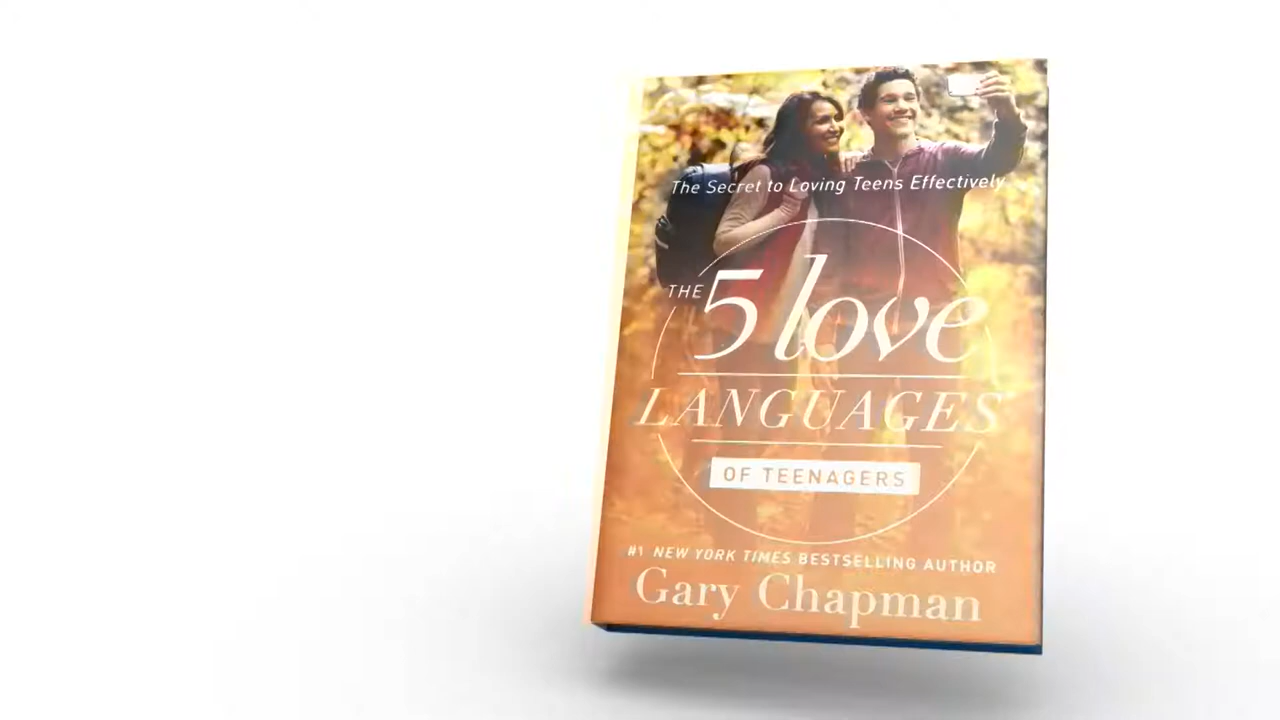 The Secret to Loving Teens Effectively
THE 5 love
LANGUAGES
OF TEENAGERS
#1 NEW YORK TIMES BESTSELLING AUTHOR
Gary Chapman